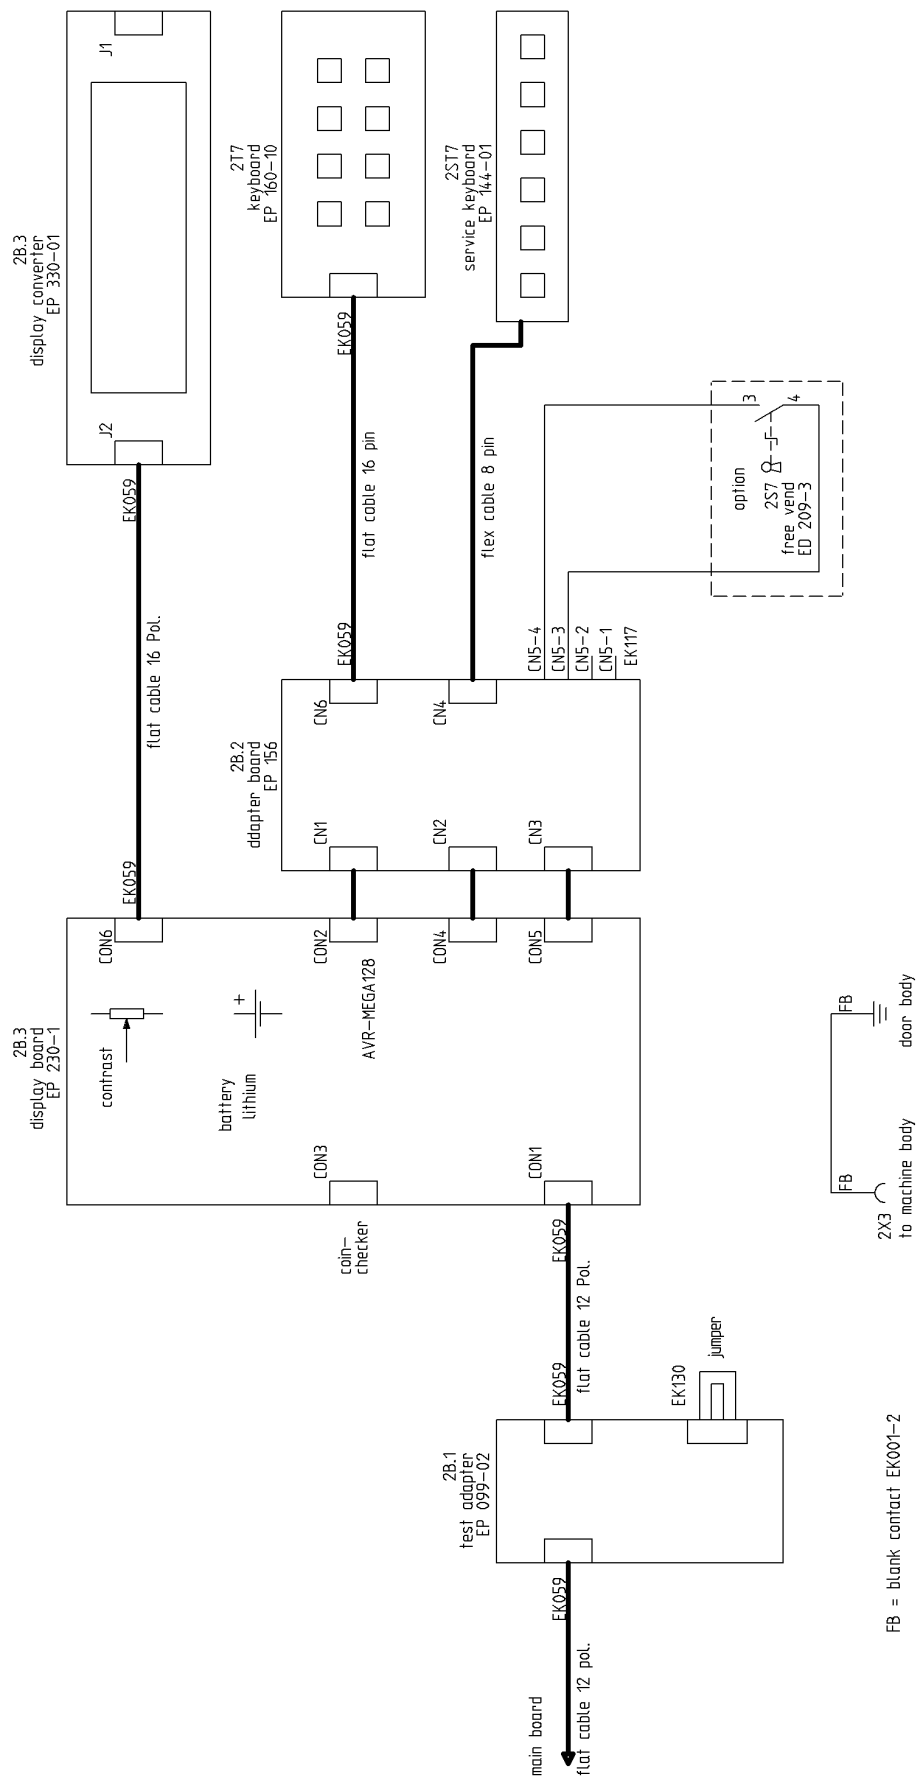 2B.3
display converter
EP 330-01
J1
J2
EK059
flat cable 16 Pol.
EK059
2T7
keyboard
EP 160-10
EK059
flat cable 16 pin
EK059
2ST7
service keyboard
EP 144-01
flex cable 8 pin
option
2S7
free vend
ED 209-3
3
4
CN5-4
CN5-3
CN5-2
CN5-1
EK117
2B.2
ddapter board
EP 156
CN6
CN4
CN1
CN2
CN3
2B.3
display board
EP 230-1
CON6
CON2
CON4
CON5
contrast
+
battery
lithium
AVR-MEGA128
CON3
CON1
coin-
checker
EK059
flat cable 12 Pol.
EK059
2B.1
test adapter
EP 099-02
EK130
jumper
EK059
main board
flat cable 12 pol.
FB
door body
FB
2X3
to machine body
FB = blank contact EK001-2